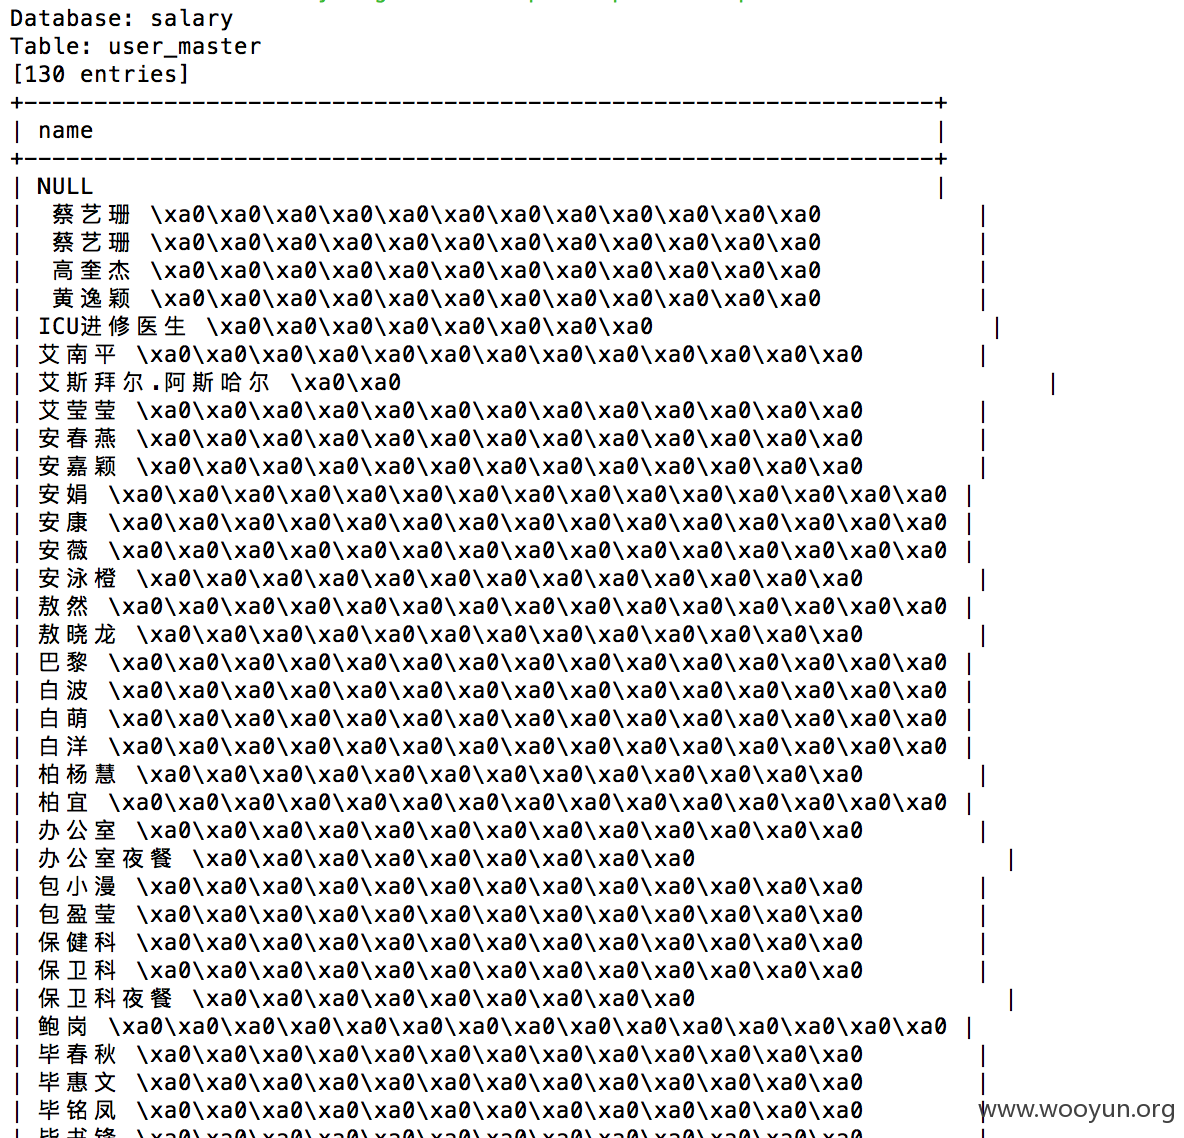 Database: salary
Table: user_master
[130 entries]
+-----------------------------------------------------------------+
| name |
+-----------------------------------------------------------------+
| NULL |
| 蔡艺珊 \xa0\xa0\xa0\xa0\xa0\xa0\xa0\xa0\xa0\xa0\xa0\xa0 |
| 蔡艺珊 \xa0\xa0\xa0\xa0\xa0\xa0\xa0\xa0\xa0\xa0\xa0\xa0 |
| 高奎杰 \xa0\xa0\xa0\xa0\xa0\xa0\xa0\xa0\xa0\xa0\xa0\xa0 |
| 黄逸颖 \xa0\xa0\xa0\xa0\xa0\xa0\xa0\xa0\xa0\xa0\xa0\xa0 |
| ICU进修医生 \xa0\xa0\xa0\xa0\xa0\xa0\xa0\xa0 |
| 艾南平 \xa0\xa0\xa0\xa0\xa0\xa0\xa0\xa0\xa0\xa0\xa0\xa0\xa0 |
| 艾斯拜尔.阿斯哈尔 \xa0\xa0 |
| 艾莹莹 \xa0\xa0\xa0\xa0\xa0\xa0\xa0\xa0\xa0\xa0\xa0\xa0\xa0 |
| 安春燕 \xa0\xa0\xa0\xa0\xa0\xa0\xa0\xa0\xa0\xa0\xa0\xa0\xa0 |
| 安嘉颖 \xa0\xa0\xa0\xa0\xa0\xa0\xa0\xa0\xa0\xa0\xa0\xa0\xa0 |
| 安娟 \xa0\xa0\xa0\xa0\xa0\xa0\xa0\xa0\xa0\xa0\xa0\xa0\xa0\xa0\xa0 |
| 安康 \xa0\xa0\xa0\xa0\xa0\xa0\xa0\xa0\xa0\xa0\xa0\xa0\xa0\xa0\xa0 |
| 安薇 \xa0\xa0\xa0\xa0\xa0\xa0\xa0\xa0\xa0\xa0\xa0\xa0\xa0\xa0\xa0 |
| 安泳橙 \xa0\xa0\xa0\xa0\xa0\xa0\xa0\xa0\xa0\xa0\xa0\xa0\xa0 |
| 敖然 \xa0\xa0\xa0\xa0\xa0\xa0\xa0\xa0\xa0\xa0\xa0\xa0\xa0\xa0\xa0 |
| 敖晓龙 \xa0\xa0\xa0\xa0\xa0\xa0\xa0\xa0\xa0\xa0\xa0\xa0\xa0 |
| 巴黎 \xa0\xa0\xa0\xa0\xa0\xa0\xa0\xa0\xa0\xa0\xa0\xa0\xa0\xa0\xa0 |
| 白波 \xa0\xa0\xa0\xa0\xa0\xa0\xa0\xa0\xa0\xa0\xa0\xa0\xa0\xa0\xa0 |
| 白萌 \xa0\xa0\xa0\xa0\xa0\xa0\xa0\xa0\xa0\xa0\xa0\xa0\xa0\xa0\xa0 |
| 白洋 \xa0\xa0\xa0\xa0\xa0\xa0\xa0\xa0\xa0\xa0\xa0\xa0\xa0\xa0\xa0 |
| 柏杨慧 \xa0\xa0\xa0\xa0\xa0\xa0\xa0\xa0\xa0\xa0\xa0\xa0\xa0 |
| 柏宜 \xa0\xa0\xa0\xa0\xa0\xa0\xa0\xa0\xa0\xa0\xa0\xa0\xa0\xa0\xa0 |
| 办公室 \xa0\xa0\xa0\xa0\xa0\xa0\xa0\xa0\xa0\xa0\xa0\xa0\xa0 |
| 办公室夜餐 \xa0\xa0\xa0\xa0\xa0\xa0\xa0\xa0\xa0 |
| 包小漫 \xa0\xa0\xa0\xa0\xa0\xa0\xa0\xa0\xa0\xa0\xa0\xa0\xa0 |
| 包盈莹 \xa0\xa0\xa0\xa0\xa0\xa0\xa0\xa0\xa0\xa0\xa0\xa0\xa0 |
| 保健科 \xa0\xa0\xa0\xa0\xa0\xa0\xa0\xa0\xa0\xa0\xa0\xa0\xa0 |
| 保卫科 \xa0\xa0\xa0\xa0\xa0\xa0\xa0\xa0\xa0\xa0\xa0\xa0\xa0 |
| 保卫科夜餐 \xa0\xa0\xa0\xa0\xa0\xa0\xa0\xa0\xa0 |
| 鲍岗 \xa0\xa0\xa0\xa0\xa0\xa0\xa0\xa0\xa0\xa0\xa0\xa0\xa0\xa0\xa0 |
| 毕春秋 \xa0\xa0\xa0\xa0\xa0\xa0\xa0\xa0\xa0\xa0\xa0\xa0\xa0 |
| 毕惠文 \xa0\xa0\xa0\xa0\xa0\xa0\xa0\xa0\xa0\xa0\xa0\xa0\xa0 |
| 毕铭凤 \xa0\xa0\xa0\xa0\xa0\xa0\xa0\xa0\xa0\xa0\xa0\xa0\xa0 |
www.wooyun.org